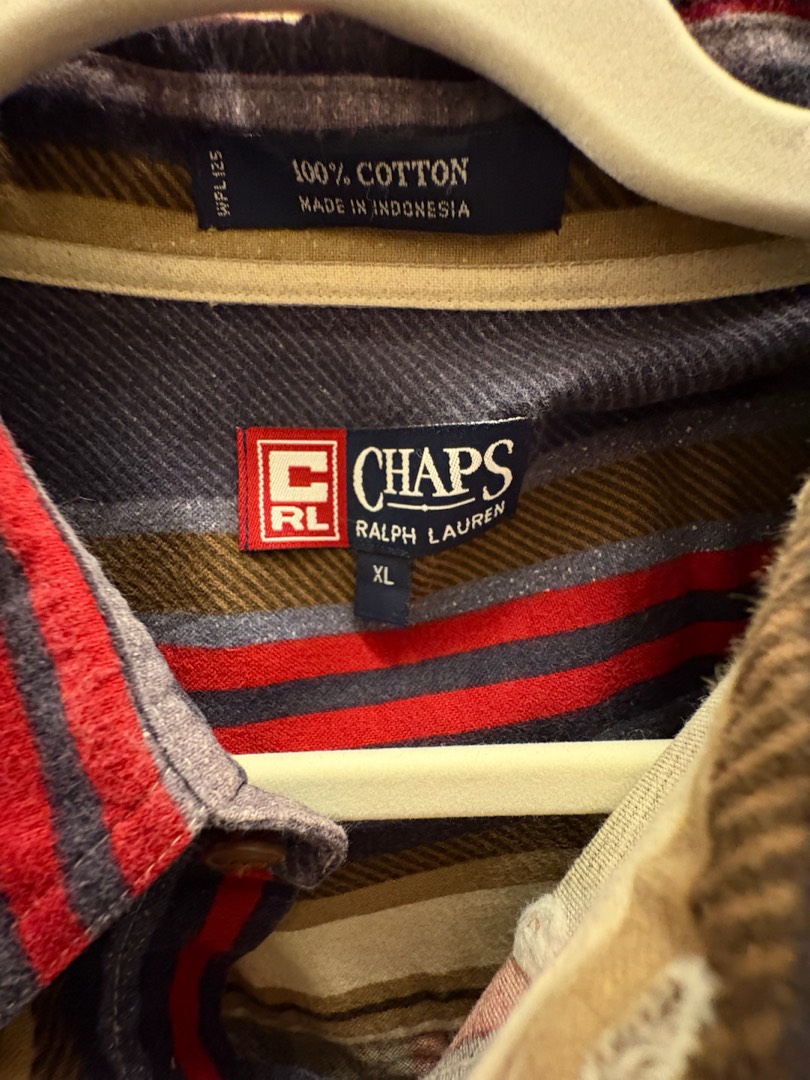 WPL 125
100% COTTON
MADE IN INDONESIA
C
RL
CHAPS
RALPH LAUREN
XL